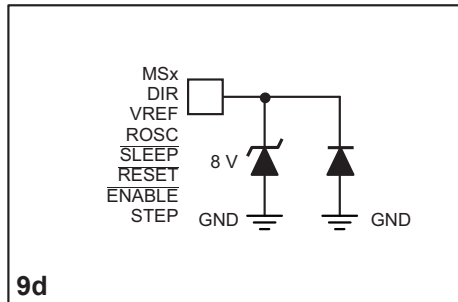 MSx
DIR
VREF
ROSC
SLEEP
RESET
ENABLE
STEP
8 V
GND
GND
9d